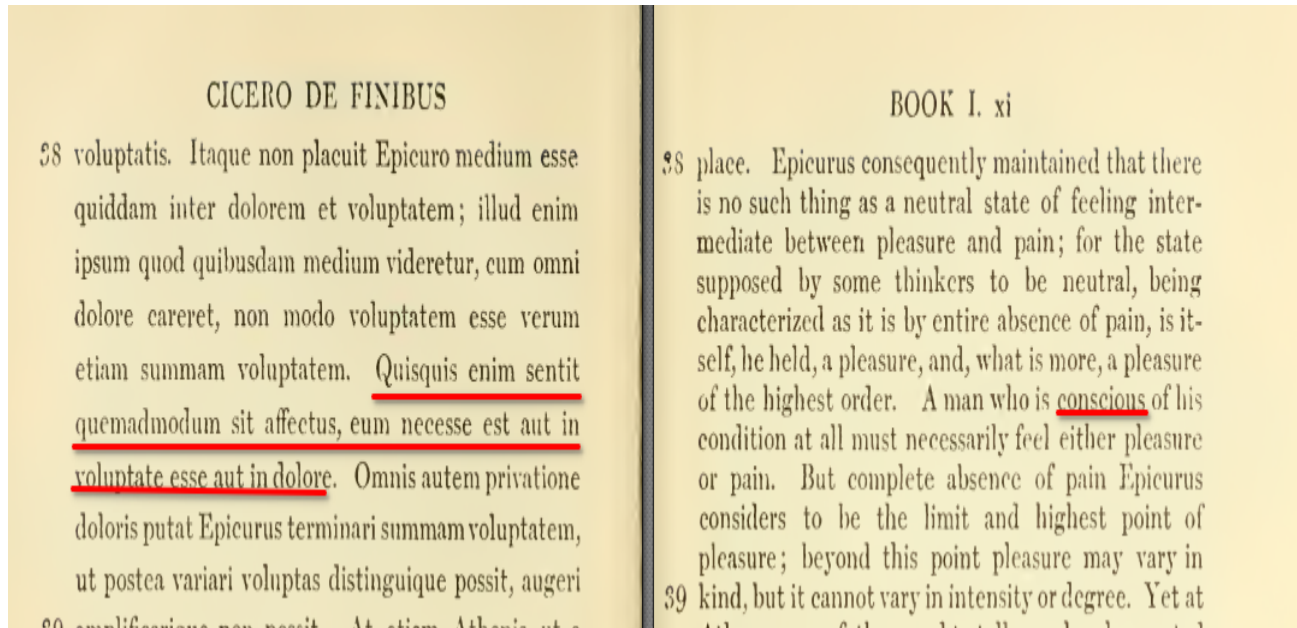 CICERO DE FINIBUS
38 voluptatis. Itaque non placuit Epicuro medium esse
quiddam inter dolorem et voluptatem; illud enim
ipsum quod quibusdam medium videretur, cum omni
dolore careret, non modo voluptatem esse verum
etiam summam voluptatem. Quisquis enim sentit
quemadmodum sit affectus, eum necesse est aut in
voluptate esse aut in dolore. Omnis autem privatione
doloris putat Epicurus terminari summam voluptatem,
ut postea variari voluptas distinguique possit, augeri
BOOK I. xi
38 place. Epicurus consequently maintained that there
is no such thing as a neutral state of feeling inter-
mediate between pleasure and pain; for the state
supposed by some thinkers to be neutral, being
characterized as it is by entire absence of pain, is it-
self, he held, a pleasure, and, what is more, a pleasure
of the highest order. A man who is conscious of his
condition at all must necessarily feel either pleasure
or pain. But complete absence of pain Epicurus
considers to be the limit and highest point of
pleasure; beyond this point pleasure may vary in
39 kind, but it cannot vary in intensity or degree. Yet at